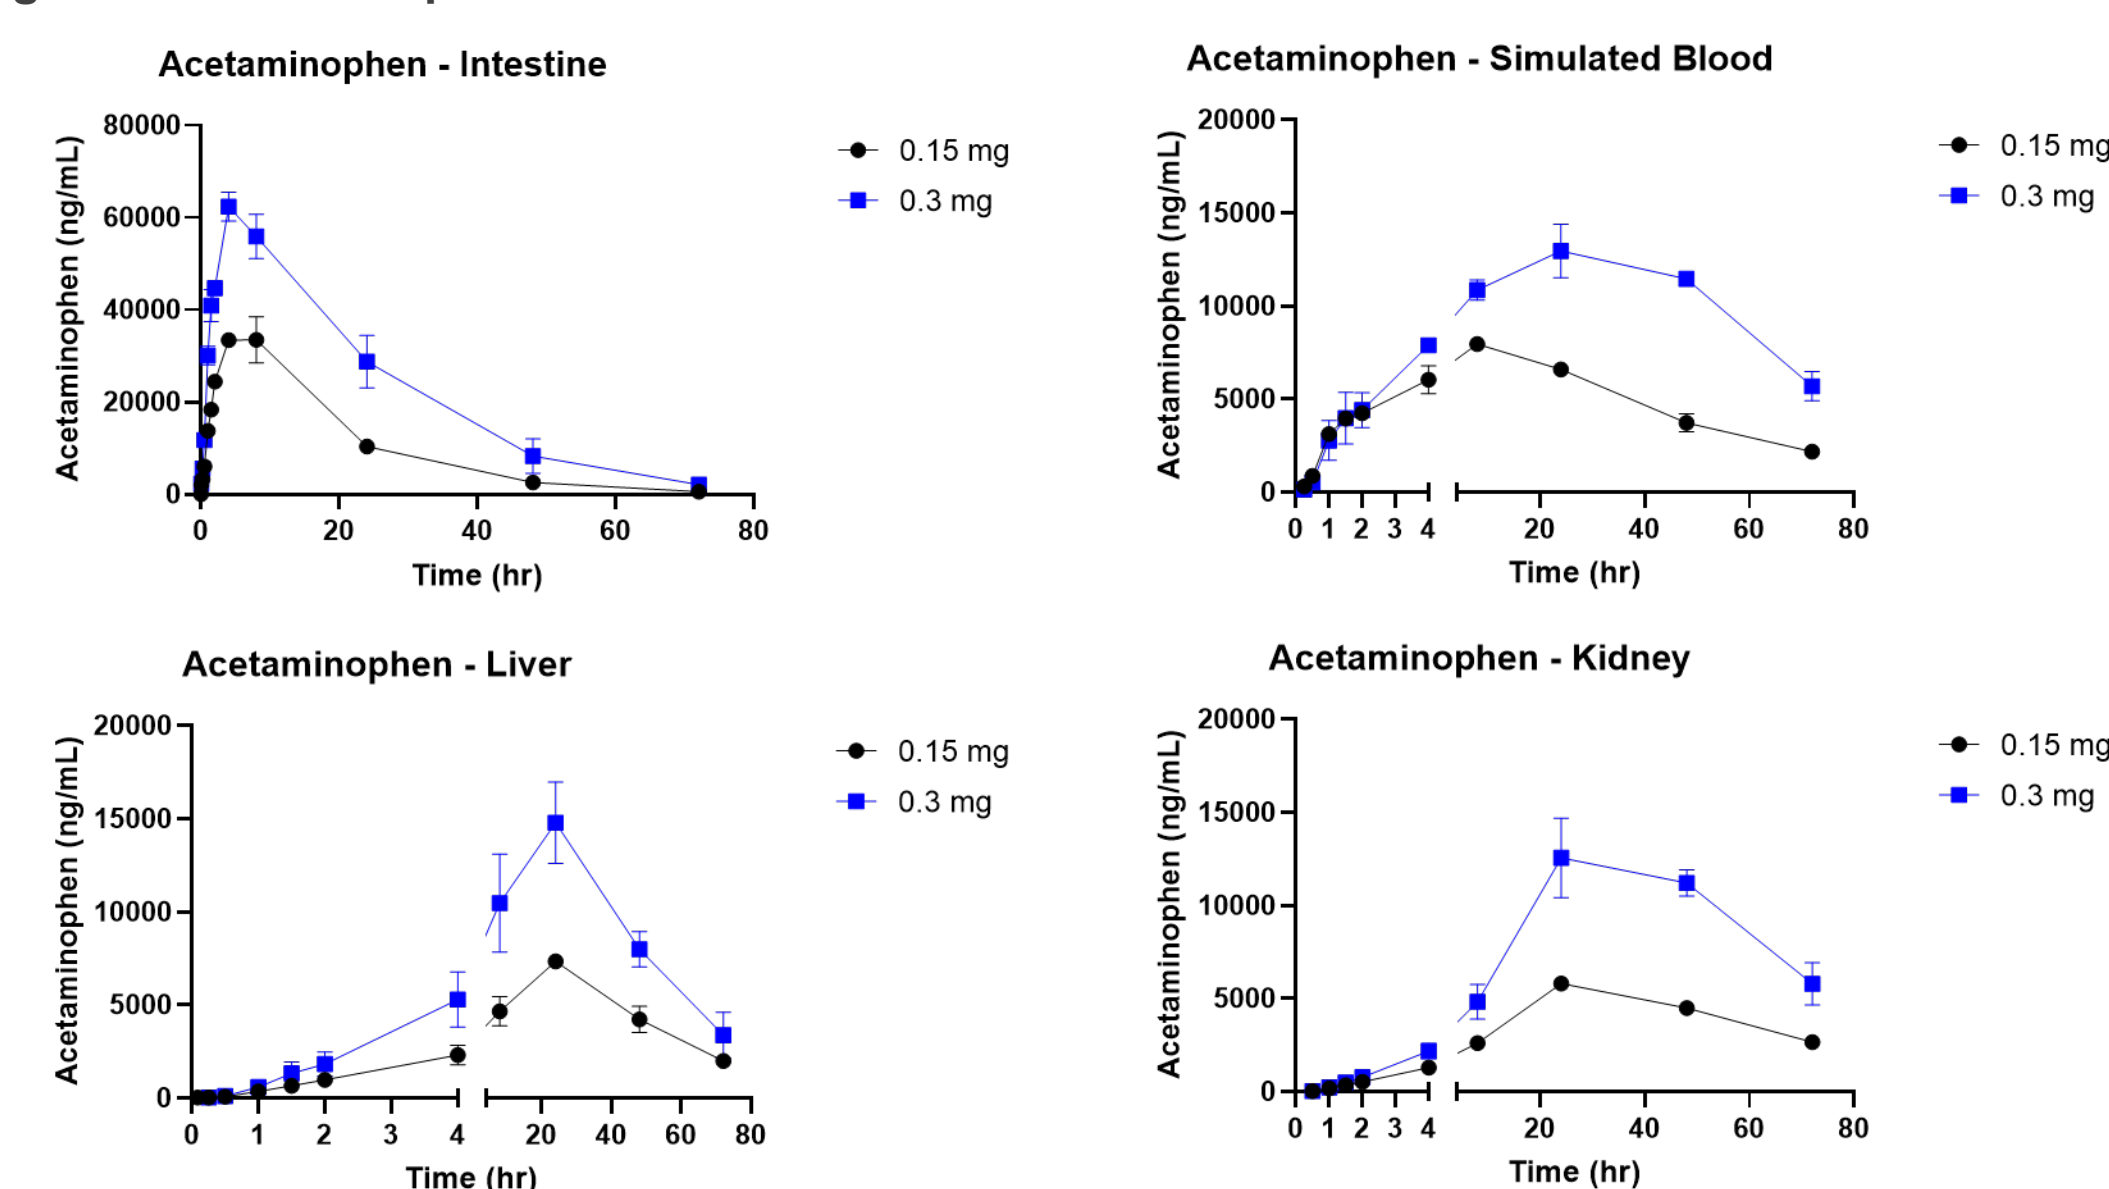 Acetaminophen - Intestine
Acetaminophen (ng/mL)
80000
60000
40000
20000
0
0 20 40 60 80
Time (hr)
0.15 mg
0.3 mg
Acetaminophen - Simulated Blood
Acetaminophen (ng/mL)
20000
15000
10000
5000
0
0 1 2 3 4 20 40 60 80
Time (hr)
0.15 mg
0.3 mg
Acetaminophen - Liver
Acetaminophen (ng/mL)
20000
15000
10000
5000
0
0 1 2 3 4 20 40 60 80
Time (hr)
0.15 mg
0.3 mg
Acetaminophen - Kidney
Acetaminophen (ng/mL)
20000
15000
10000
5000
0
0 1 2 3 4 20 40 60 80
Time (hr)
0.15 mg
0.3 mg